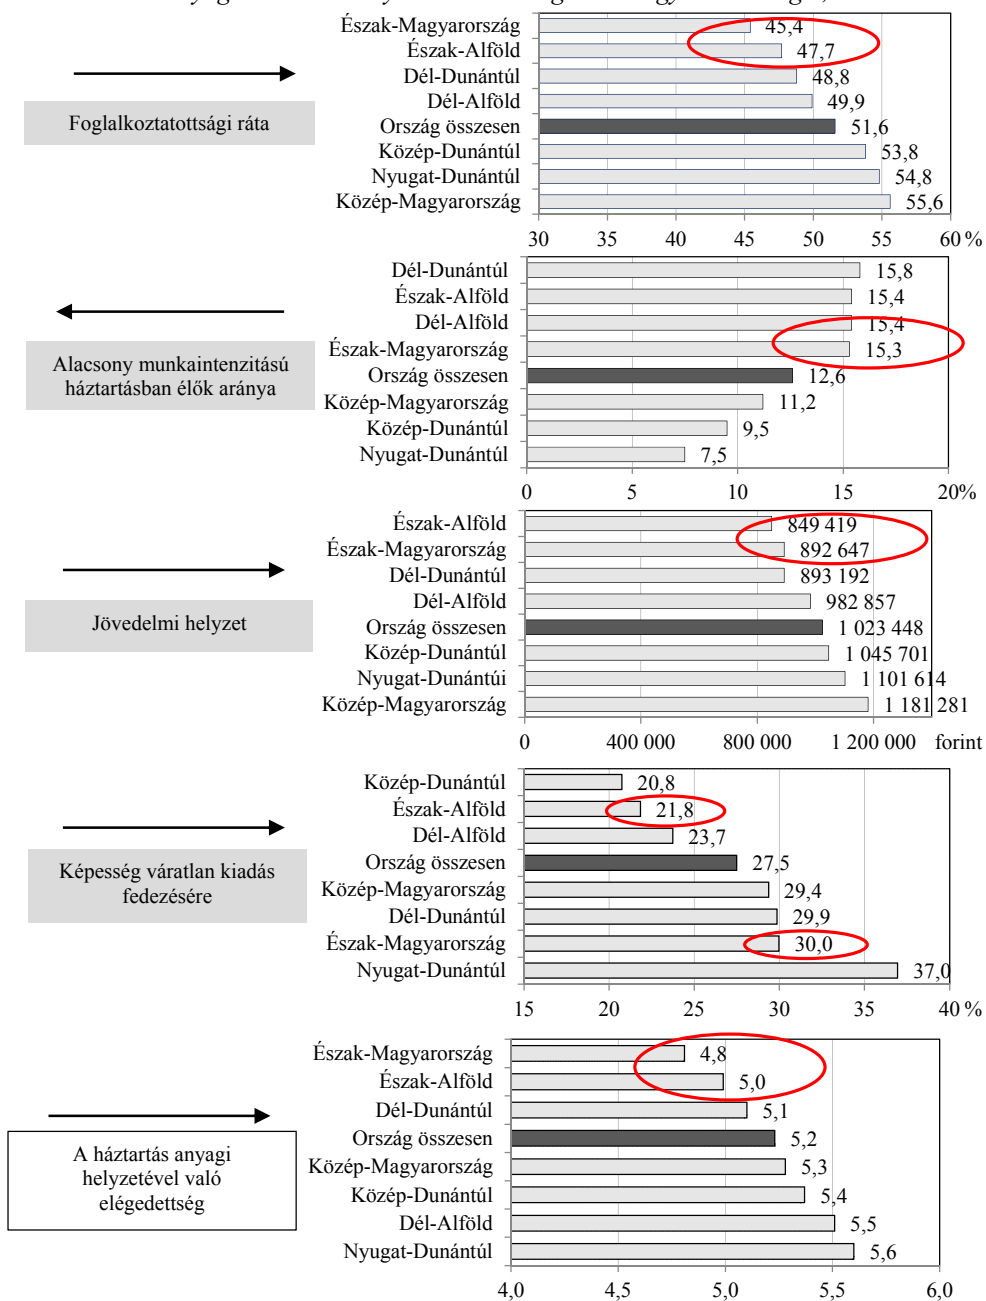 Észak-Magyarország 45,4
Észak-Alföld 47,7
Dél-Dunántúl 48,8
Dél-Alföld 49,9
Foglalkoztatottsági ráta
Ország összesen 51,6
Közép-Dunántúl 53,8
Nyugat-Dunántúl 54,8
Közép-Magyarország 55,6
30 35 40 45 50 55 60 %
Dél-Dunántúl 15,8
Észak-Alföld 15,4
Dél-Alföld 15,4
Észak-Magyarország 15,3
Alacsony munkaintenzitású
háztartásban élők aránya
Ország összesen 12,6
Közép-Magyarország 11,2
Közép-Dunántúl 9,5
Nyugat-Dunántúl 7,5
0 5 10 15 20%
Észak-Alföld 849 419
Észak-Magyarország 892 647
Dél-Dunántúl 893 192
Dél-Alföld 982 857
Jövedelmi helyzet
Ország összesen 1 023 448
Közép-Dunántúl 1 045 701
Nyugat-Dunántúi 1 101 614
Közép-Magyarország 1 181 281
0 400 000 800 000 1 200 000 forint
Közép-Dunántúl 20,8
Észak-Alföld 21,8
Dél-Alföld 23,7
Ország összesen 27,5
Képesség váratlan kiadás
fedezésére
Közép-Magyarország 29,4
Dél-Dunántúl 29,9
Észak-Magyarország 30,0
Nyugat-Dunántúl 37,0
15 20 25 30 35 40 %
Észak-Magyarország 4,8
Észak-Alföld 5,0
Dél-Dunántúl 5,1
Ország összesen 5,2
A háztartás anyagi
helyzetével való
elégedettség
Közép-Magyarország 5,3
Közép-Dunántúl 5,4
Dél-Alföld 5,5
Nyugat-Dunántúl 5,6
4,0 4,5 5,0 5,5 6,0